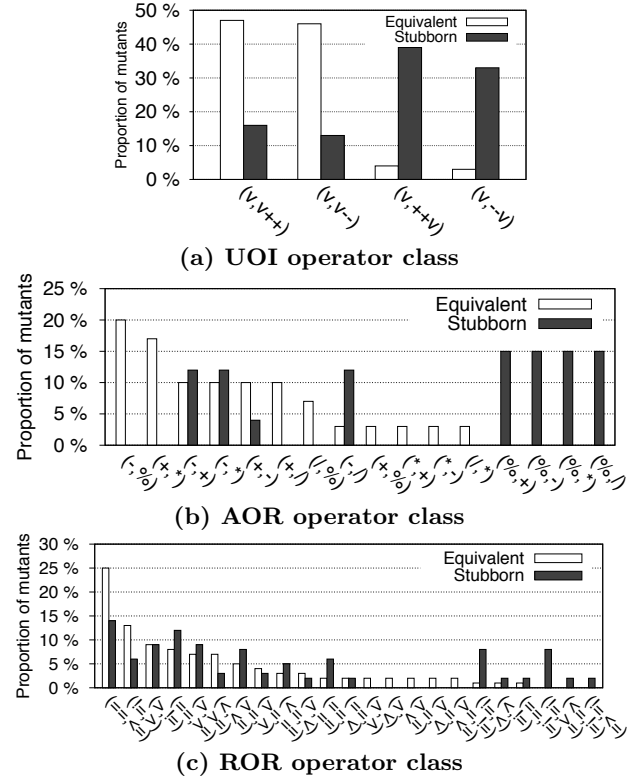 50 %
40 %
30 %
20 %
10 %
0 %
Proportion of mutants
Equivalent
Stubborn
(v,v++)
(v,v--)
(v,++v)
(v,--v)
(a) UOI operator class
25 %
20 %
15 %
10 %
5 %
0 %
Proportion of mutants
Equivalent
Stubborn
(-,%)
(+,*)
(-,+)
(-,*)
(+,-)
(+,/)
(/,%)
(-,/)
(+,%)
(*,+)
(*,-)
(/,*)
(%,+)
(%,-)
(%,*)
(%,/)
(b) AOR operator class
30 %
25 %
20 %
15 %
10 %
5 %
0 %
Proportion of mutants
Equivalent
Stubborn
(c) ROR operator class